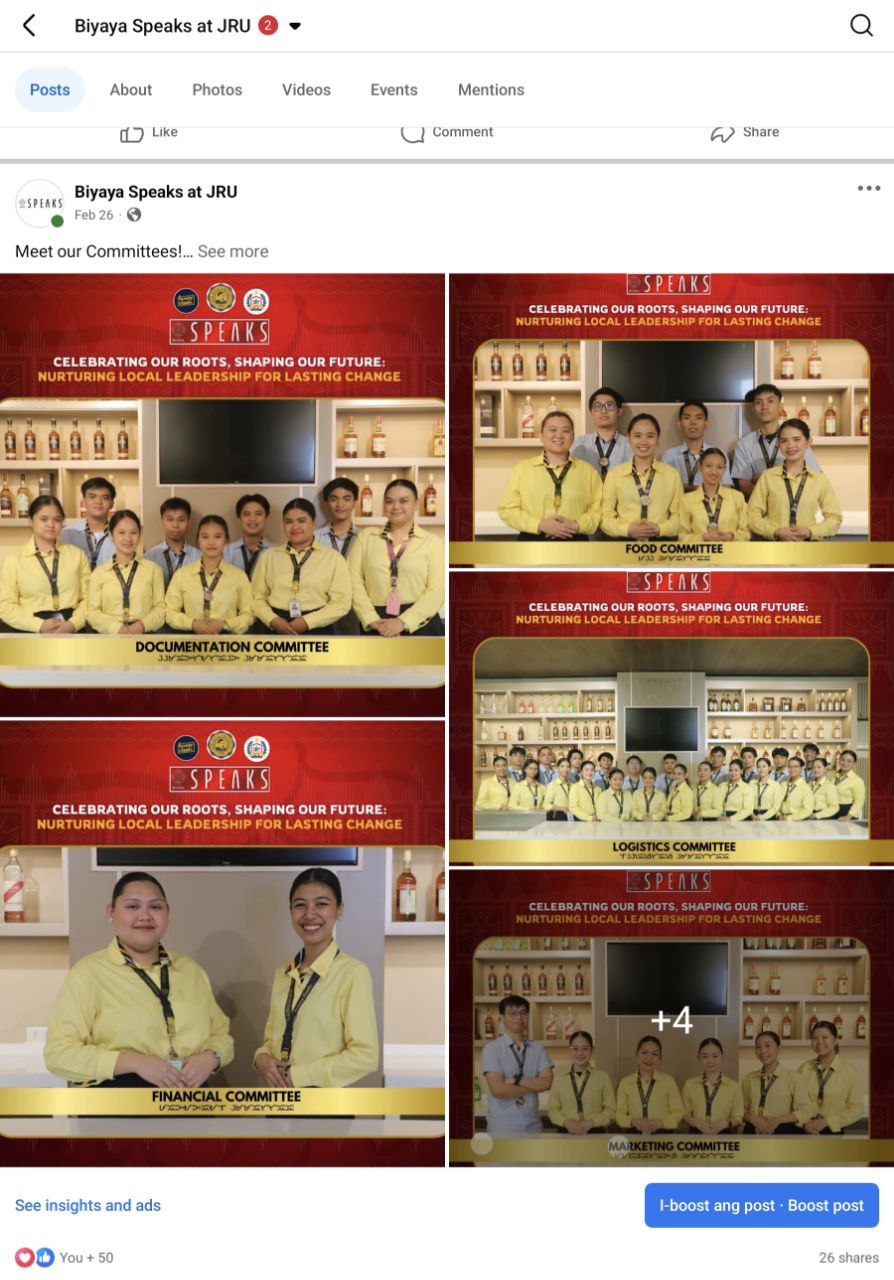 Biyaya Speaks at JRU 2
Posts About Photos Videos Events Mentions
Like Comment Share
Biyaya Speaks at JRU
Feb 26 ·
Meet our Committees!... See more
SPEAKS
CELEBRATING OUR ROOTS, SHAPING OUR FUTURE:
NURTURING LOCAL LEADERSHIP FOR LASTING CHANGE
DOCUMENTATION COMMITTEE
SPEAKS
CELEBRATING OUR ROOTS, SHAPING OUR FUTURE:
NURTURING LOCAL LEADERSHIP FOR LASTING CHANGE
FOOD COMMITTEE
SPEAKS
CELEBRATING OUR ROOTS, SHAPING OUR FUTURE:
NURTURING LOCAL LEADERSHIP FOR LASTING CHANGE
LOGISTICS COMMITTEE
SPEAKS
CELEBRATING OUR ROOTS, SHAPING OUR FUTURE:
NURTURING LOCAL LEADERSHIP FOR LASTING CHANGE
FINANCIAL COMMITTEE
SPEAKS
CELEBRATING OUR ROOTS, SHAPING OUR FUTURE:
NURTURING LOCAL LEADERSHIP FOR LASTING CHANGE
+4
MARKETING COMMITTEE
See insights and ads
I-boost ang post · Boost post
You + 50
26 shares